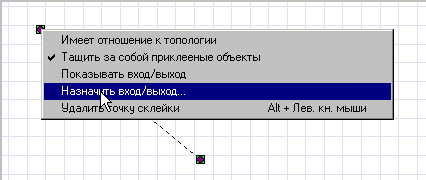 Имеет отношение к топологии
Тащить за собой приклееные объекты
Показывать вход/выход
Назначить вход/выход...
Удалить точку склейки Alt + Лев. кн. мыши